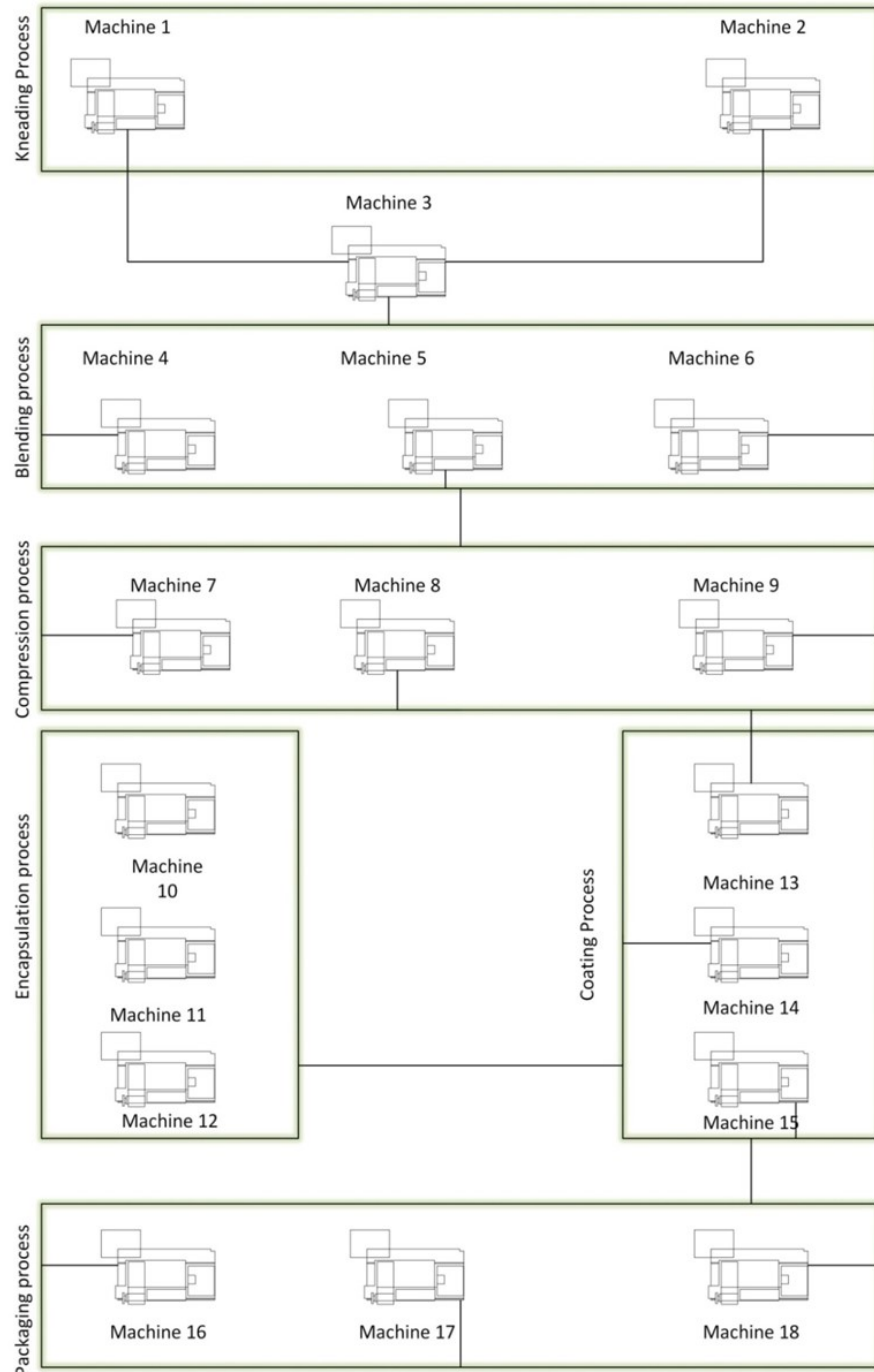 Kneading Process
Machine 1
Machine 2
Machine 3
Blending process
Machine 4
Machine 5
Machine 6
Compression process
Machine 7
Machine 8
Machine 9
Encapsulation process
Machine
10
Machine 11
Machine 12
Coating Process
Machine 13
Machine 14
Machine 15
Packaging process
Machine 16
Machine 17
Machine 18